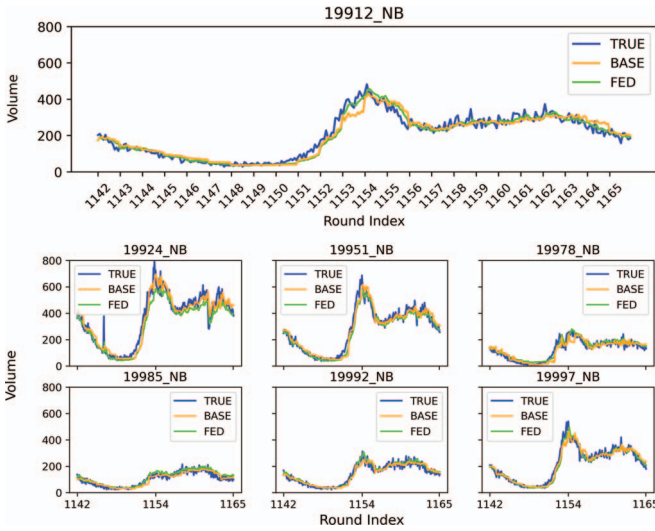 19912_NB
800
600
400
200
0
Volume
TRUE
BASE
FED
1142 1143 1144 1145 1146 1147 1148 1149 1150 1151 1152 1153 1154 1155 1156 1157 1158 1159 1160 1161 1162 1163 1164 1165
Round Index
19924_NB 19951_NB 19978_NB
800
600
400
200
0
TRUE TRUE TRUE
BASE BASE BASE
FED FED FED
Volume
19985_NB 19992_NB 19997_NB
800
600
400
200
0
TRUE TRUE TRUE
BASE BASE BASE
FED FED FED
1142 1154 1165 1142 1154 1165 1142 1154 1165
Round Index